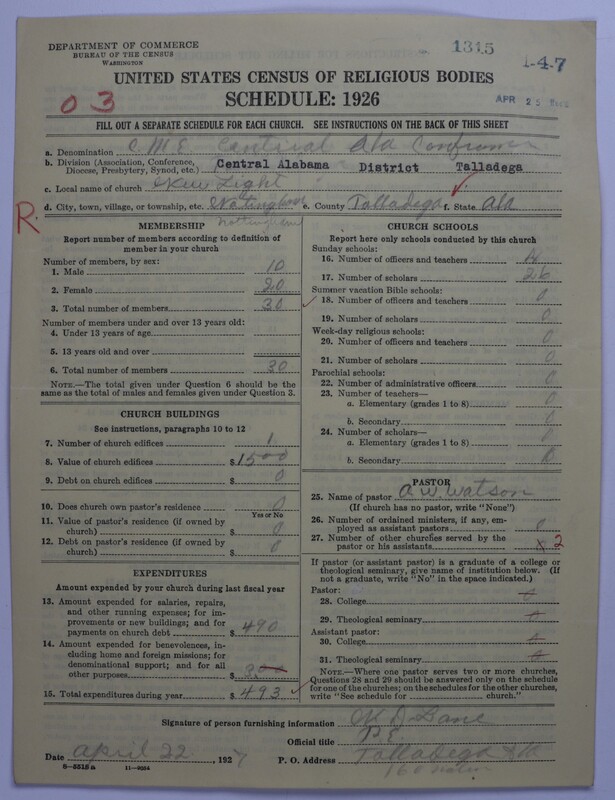 DEPARTMENT OF COMMERCE
BUREAU OF THE CENSUS
WASHINGTON
1315
1-4-7
UNITED STATES CENSUS OF RELIGIOUS BODIES
SCHEDULE: 1926
APR 25
03
FILL OUT A SEPARATE SCHEDULE FOR EACH CHURCH. SEE INSTRUCTIONS ON THE BACK OF THIS SHEET
a. Denomination C.M.E. Central Ala
b. Division (Association, Conference, Diocese, Presbytery, Synod, etc.) Central Alabama District Talladega
c. Local name of church New Light
d. City, town, village, or township, etc. e. County Talladega f. State Ala
Nottingham
R.
MEMBERSHIP
Report number of members according to definition of member in your church
Number of members, by sex:
1. Male 10
2. Female 20
3. Total number of members 30
Number of members under and over 13 years old:
4. Under 13 years of age
5. 13 years old and over
6. Total number of members 30
NOTE.—The total given under Question 6 should be the same as the total of males and females given under Question 3.
CHURCH BUILDINGS
See instructions, paragraphs 10 to 12
7. Number of church edifices 1
8. Value of church edifices $1500
9. Debt on church edifices $ 0
10. Does church own pastor's residence 0
Yes or No
11. Value of pastor's residence (if owned by church) $ 0
12. Debt on pastor's residence (if owned by church) $ 0
EXPENDITURES
Amount expended by your church during last fiscal year
13. Amount expended for salaries, repairs, and other running expenses; for improvements or new buildings; and for payments on church debt $ 490
14. Amount expended for benevolences, including home and foreign missions; for denominational support; and for all other purposes $
15. Total expenditures during year $ 493
CHURCH SCHOOLS
Report here only schools conducted by this church
Sunday schools:
16. Number of officers and teachers 4
17. Number of scholars 26
Summer vacation Bible schools:
18. Number of officers and teachers 0
19. Number of scholars 0
Week-day religious schools:
20. Number of officers and teachers 0
21. Number of scholars 0
Parochial schools:
22. Number of administrative officers 0
23. Number of teachers—
a. Elementary (grades 1 to 8) 0
b. Secondary 0
24. Number of scholars—
a. Elementary (grades 1 to 8) 0
b. Secondary 0
PASTOR
25. Name of pastor A. W. Watson
(If church has no pastor, write "None")
26. Number of ordained ministers, if any, employed as assistant pastors 0
27. Number of other churches served by the pastor or his assistants 2
If pastor (or assistant pastor) is a graduate of a college or theological seminary, give name of institution below. (If not a graduate, write "No" in the space indicated.)
Pastor:
28. College 0
29. Theological seminary 0
Assistant pastor:
30. College 0
31. Theological seminary 0
NOTE.—Where one pastor serves two or more churches, Questions 28 and 29 should be answered only on the schedule for one of the churches; on the schedules for the other churches, write "See schedule for ______ church."
Signature of person furnishing information
Official title P.E.
Date April 22, 1927 P. O. Address Talladega Ala
8-5518 a 11-9554